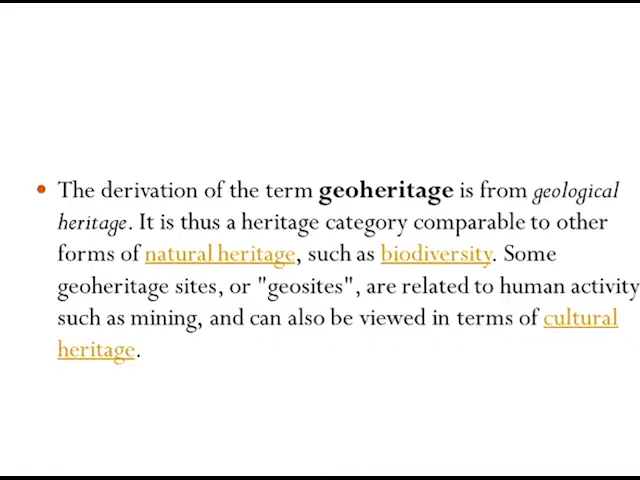 • The derivation of the term geoheritage is from geological
heritage. It is thus a heritage category comparable to other
forms of natural heritage, such as biodiversity. Some
geoheritage sites, or "geosites", are related to human activity
such as mining, and can also be viewed in terms of cultural
heritage.